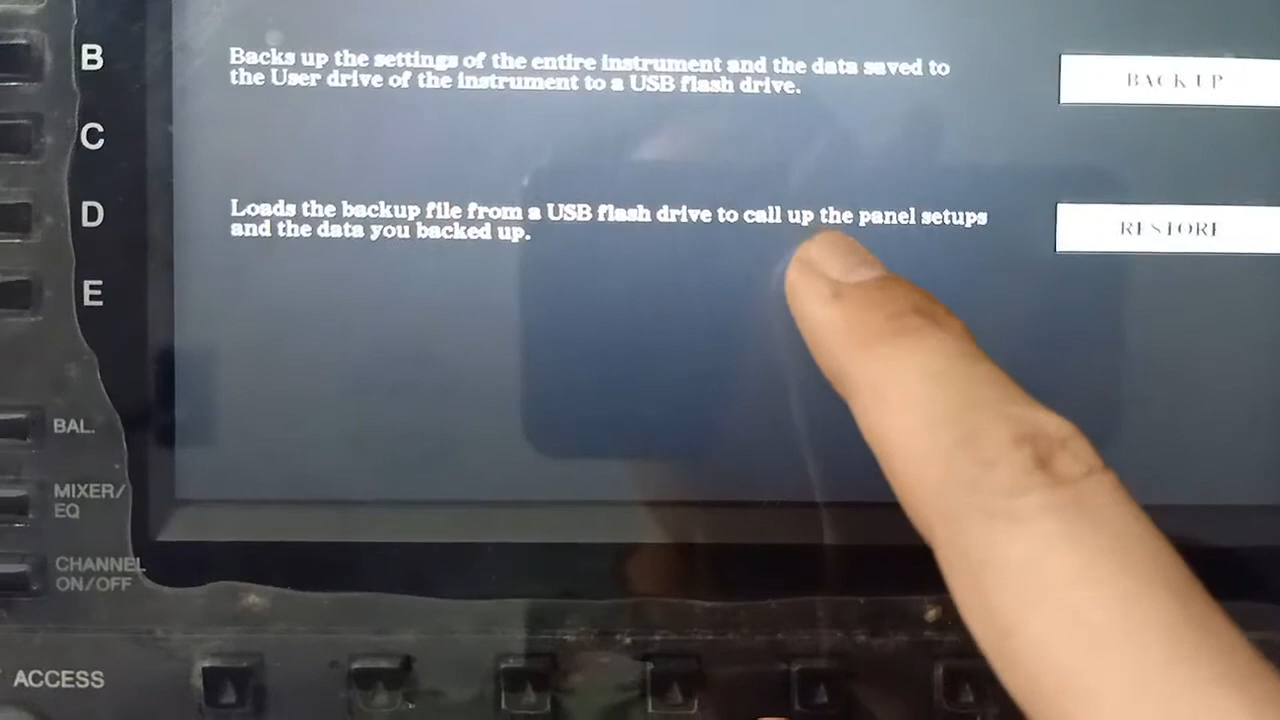 B
Backs up the settings of the entire instrument and the data saved to
the User drive of the instrument to a USB flash drive.
BACK UP
C
D
Loads the backup file from a USB flash drive to call up the panel setups
and the data you backed up.
RESTORE
E
BAL.
MIXER/
EQ
CHANNEL
ON/OFF
ACCESS